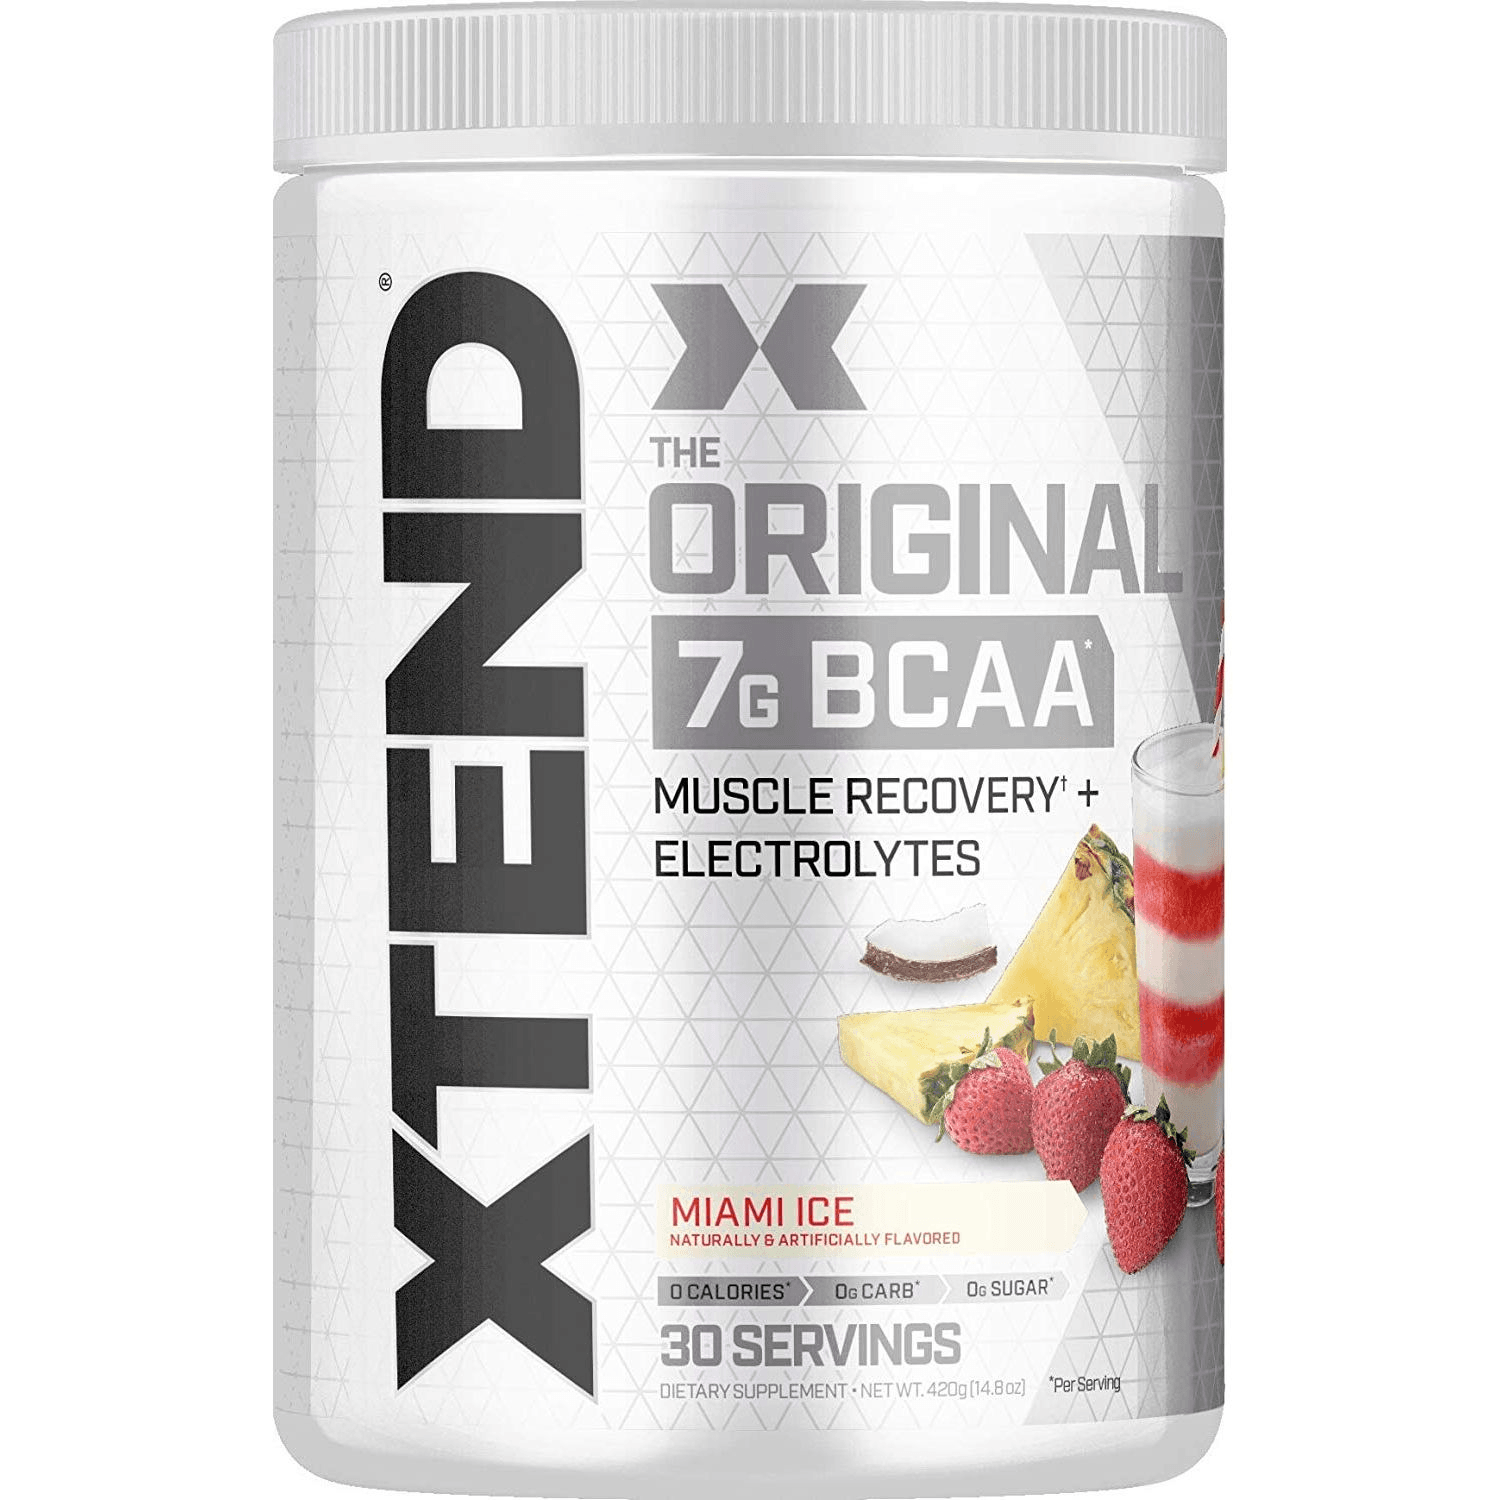 XTEND®
X
THE
ORIGINAL
7G BCAA*
MUSCLE RECOVERY† +
ELECTROLYTES
MIAMI ICE
NATURALLY & ARTIFICIALLY FLAVORED
0 CALORIES* 0G CARB* 0G SUGAR*
30 SERVINGS
DIETARY SUPPLEMENT • NET WT. 420g (14.8 oz) *Per Serving